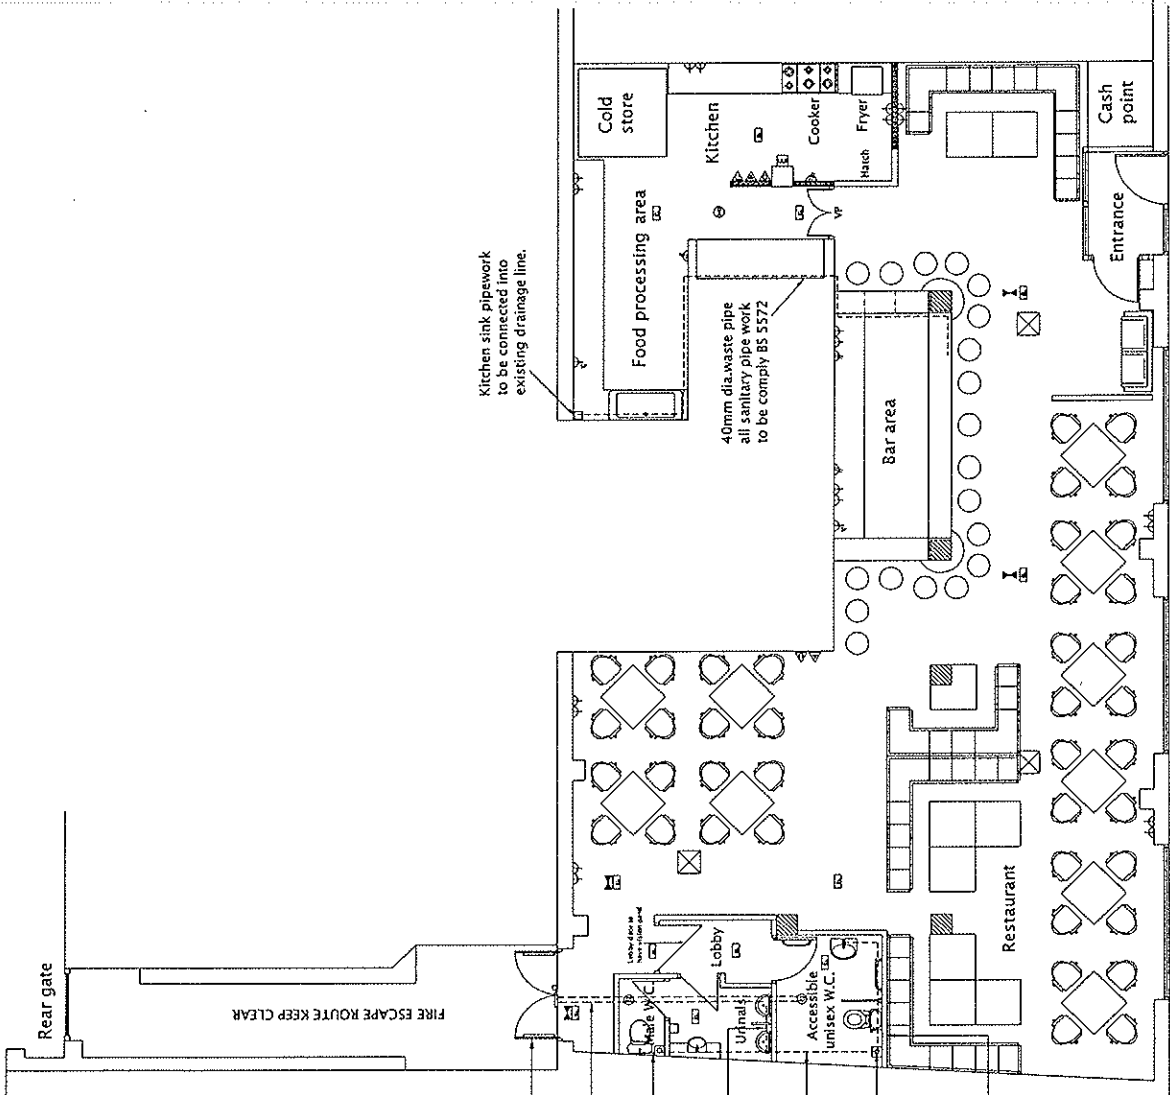 Cold
store
Kitchen
Cooker
Fryer
Hatch
Cash
point
Entrance
VP
Food processing area
Kitchen sink pipework
to be connected into
existing drainage line.
40mm dia.waste pipe
all sanitary pipe work
to be comply BS 5572
Bar area
Rear gate
FIRE ESCAPE ROUTE KEEP CLEAR
Lobby
Male W.C.
Urinals
Accessible
unisex W.C.
Restaurant